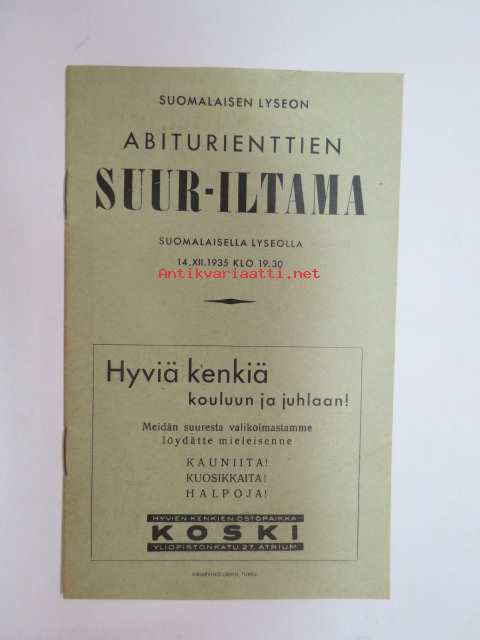 SUOMALAISEN LYSEON
ABITURIENTTIEN
SUUR-ILTAMA
SUOMALAISELLA LYSEOLLA
14.XII.1935 KLO 19.30
Antikvariaatti.net
Hyviä kenkiä
kouluun ja juhlaan!
Meidän suuresta valikoimastamme
löydätte mieleisenne
KAUNIITA!
KUOSIKKAITA!
HALPOJA!
HYVIEN KENKIEN OSTOPAIKKA
KOSKI
YLIOPISTONKATU 27. ATRIUM
TURKU